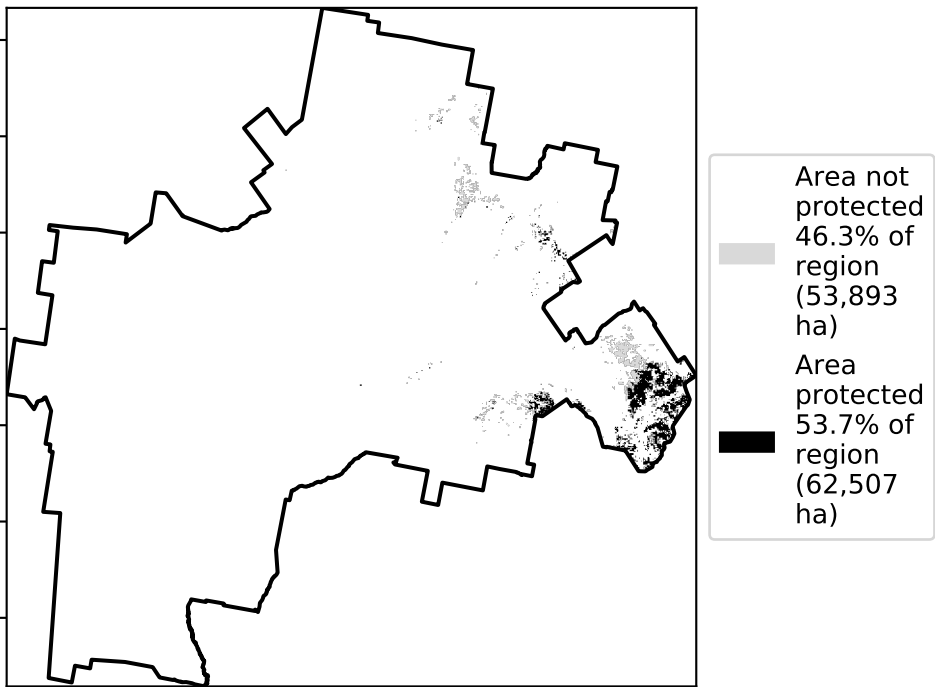 Area not
protected
46.3% of
region
(53,893
ha)
Area
protected
53.7% of
region
(62,507
ha)